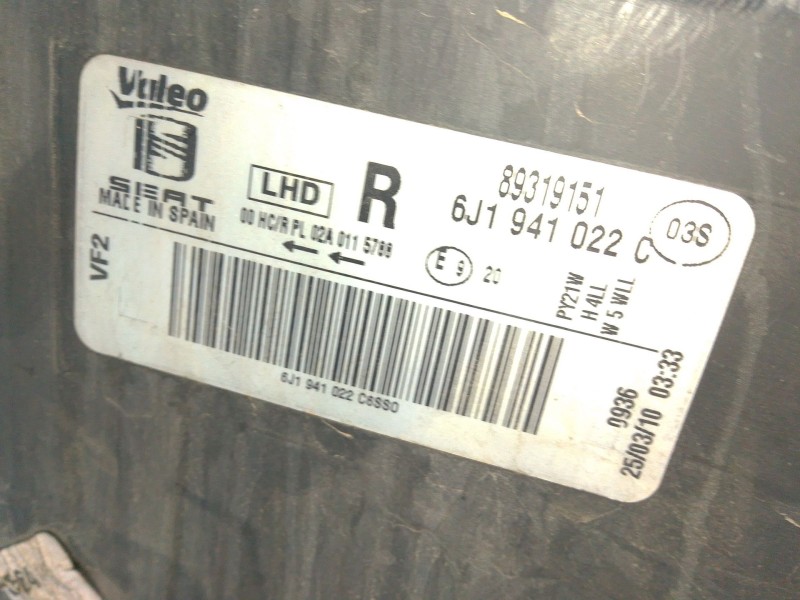 Valeo
SEAT
MADE IN SPAIN
LHD
R
89319151
6J1 941 022 C
03S
00 HC/R PL 02A 011 5788
E 9 20
VF2
PY21W
H 4LL
W 5 WLL
6J1 941 022 C6SS0
0936
25/03/10 03:33